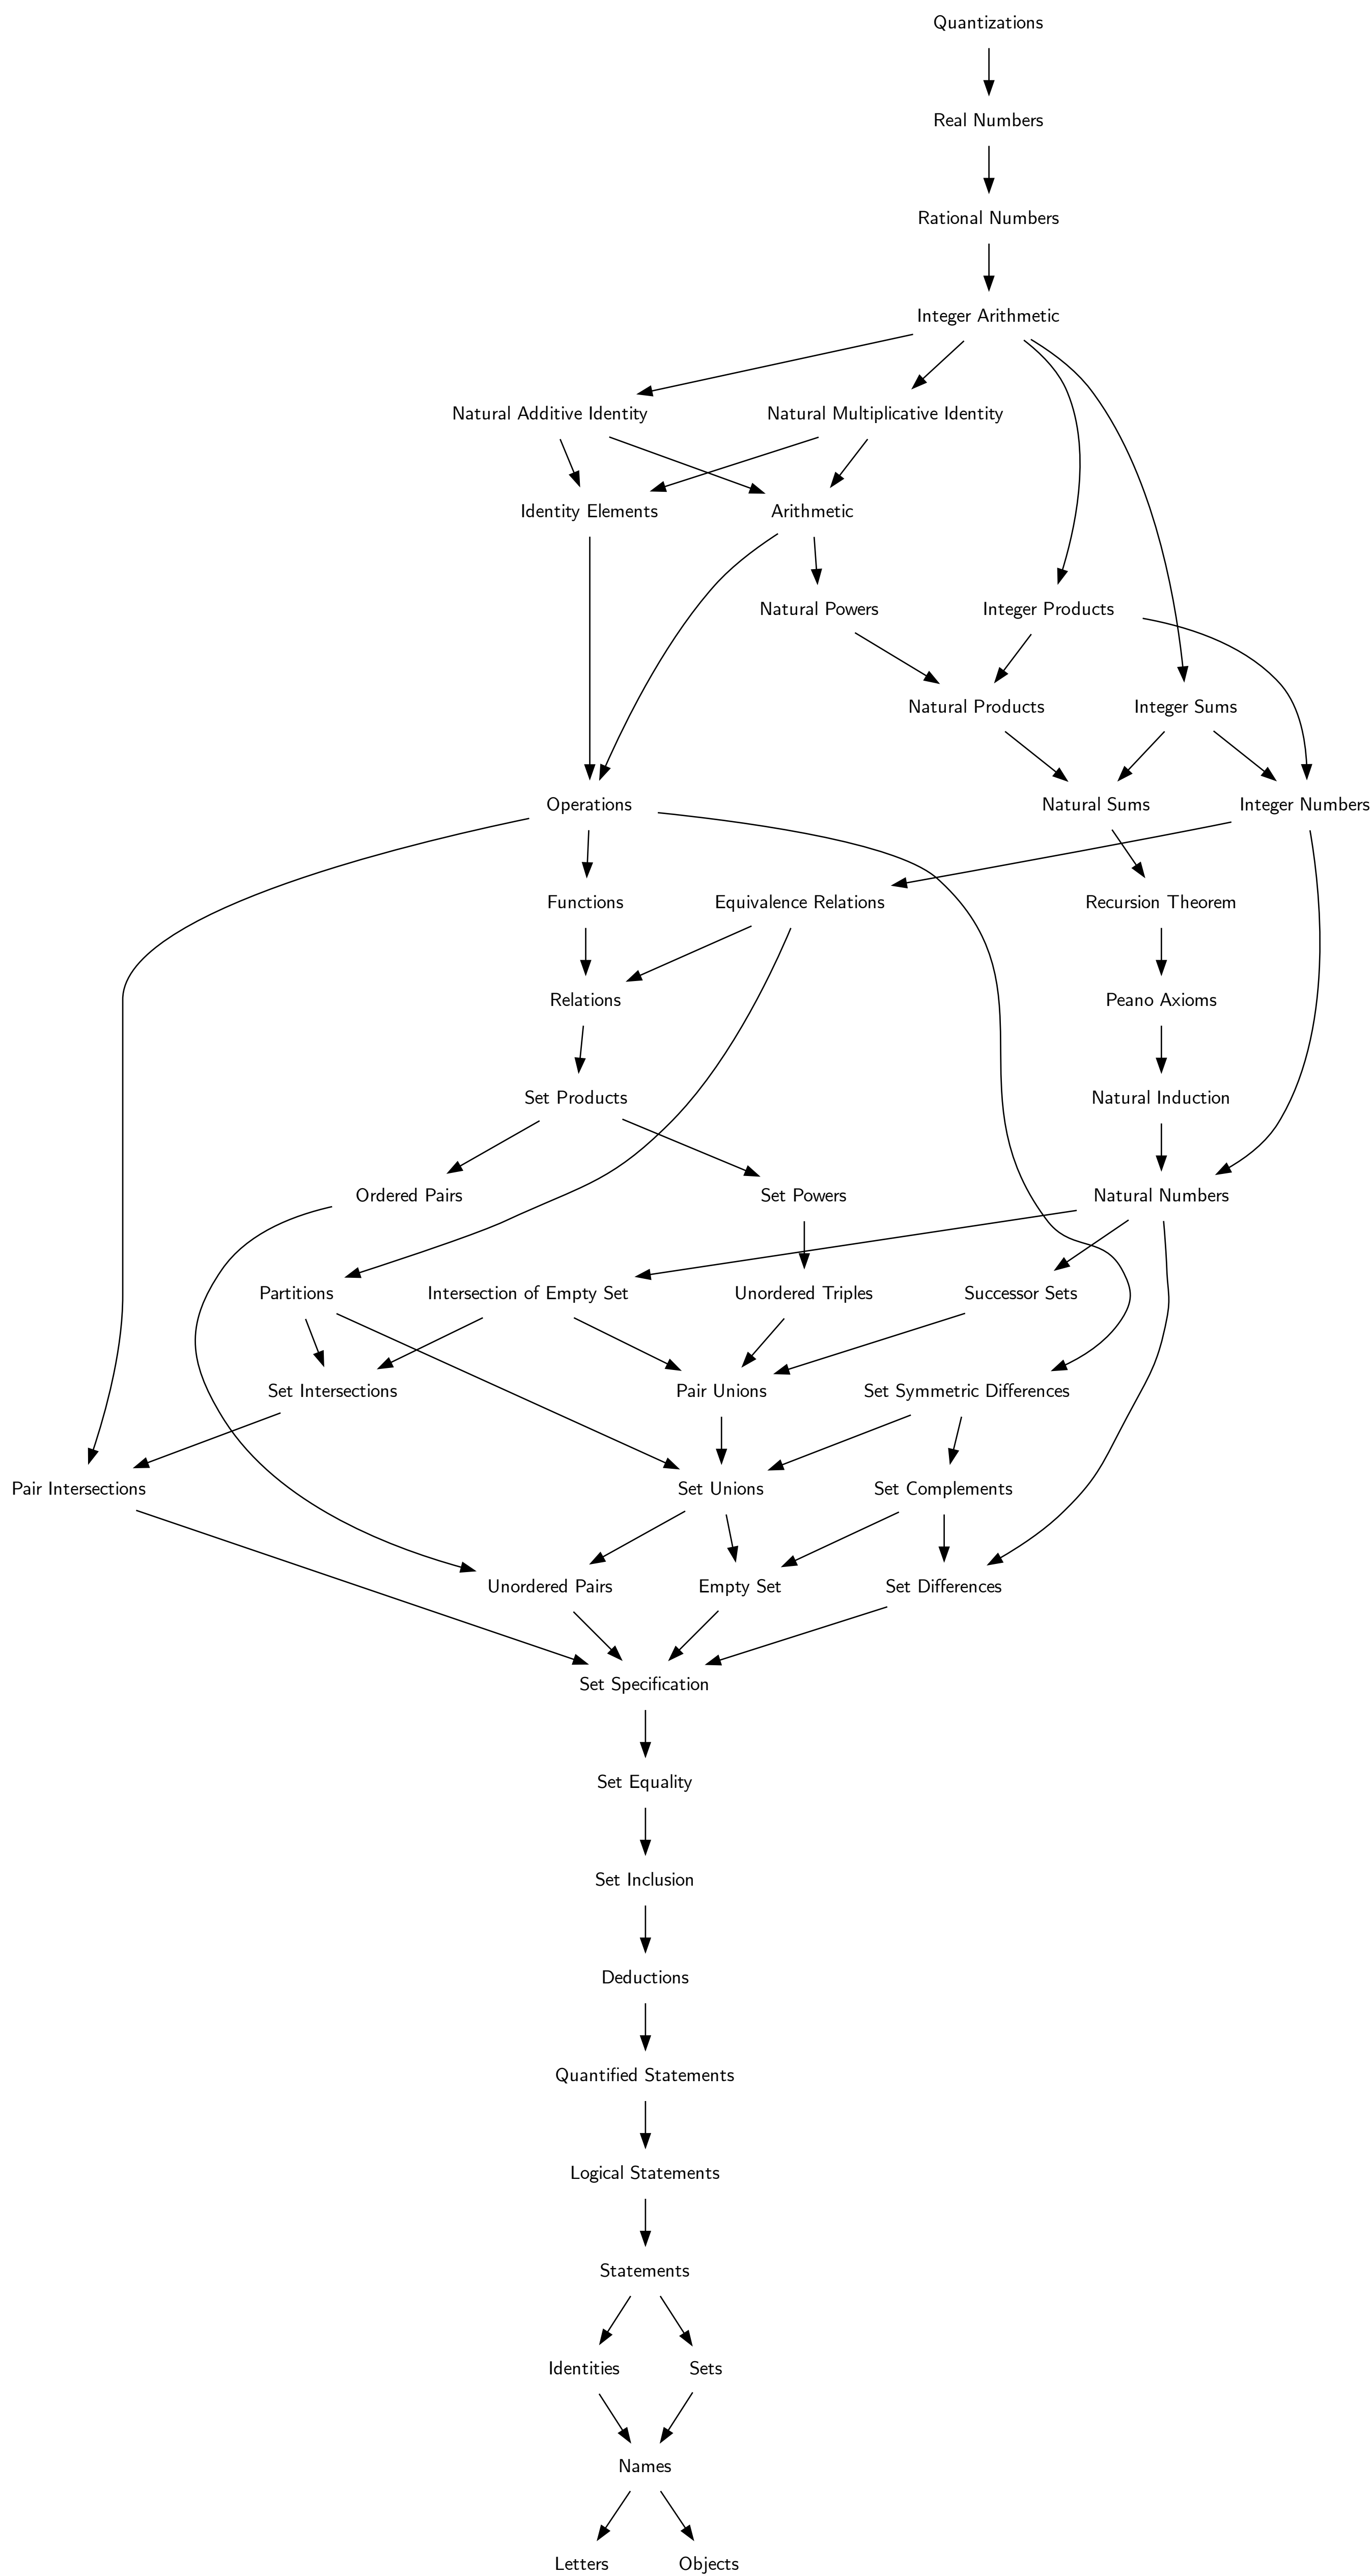 Quantizations
Real Numbers
Rational Numbers
Integer Arithmetic
Natural Additive Identity
Natural Multiplicative Identity
Identity Elements
Arithmetic
Natural Powers
Integer Products
Natural Products
Integer Sums
Operations
Natural Sums
Integer Numbers
Functions
Equivalence Relations
Recursion Theorem
Relations
Peano Axioms
Set Products
Natural Induction
Ordered Pairs
Set Powers
Natural Numbers
Partitions
Intersection of Empty Set
Unordered Triples
Successor Sets
Set Intersections
Pair Unions
Set Symmetric Differences
Pair Intersections
Set Unions
Set Complements
Unordered Pairs
Empty Set
Set Differences
Set Specification
Set Equality
Set Inclusion
Deductions
Quantified Statements
Logical Statements
Statements
Identities
Sets
Names
Letters
Objects